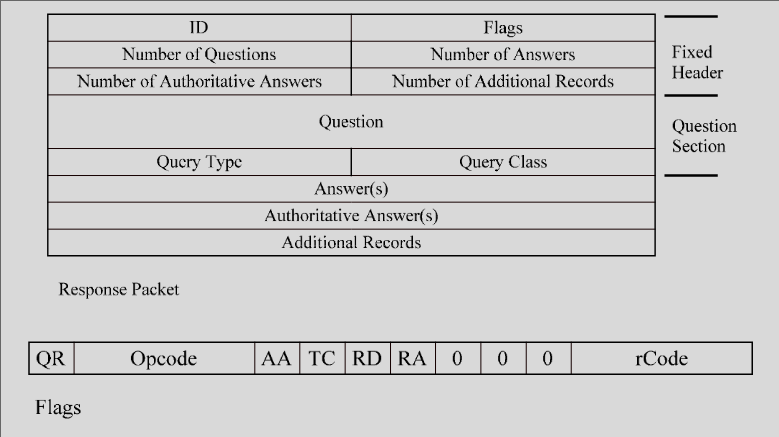 ID Flags
Number of Questions Number of Answers
Number of Authoritative Answers Number of Additional Records
Fixed
Header
Question
Question
Section
Query Type Query Class
Answer(s)
Authoritative Answer(s)
Additional Records
Response Packet
QR Opcode AA TC RD RA 0 0 0 rCode
Flags